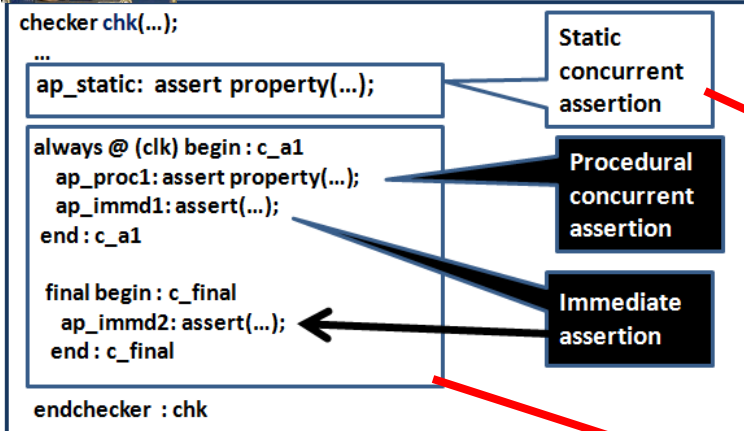 checker chk(...);
...
ap_static: assert property(...);
Static
concurrent
assertion
always @ (clk) begin : c_a1
ap_proc1: assert property(...);
ap_immd1: assert(...);
end : c_a1
Procedural
concurrent
assertion
final begin : c_final
ap_immd2: assert(...);
end : c_final
Immediate
assertion
endchecker : chk